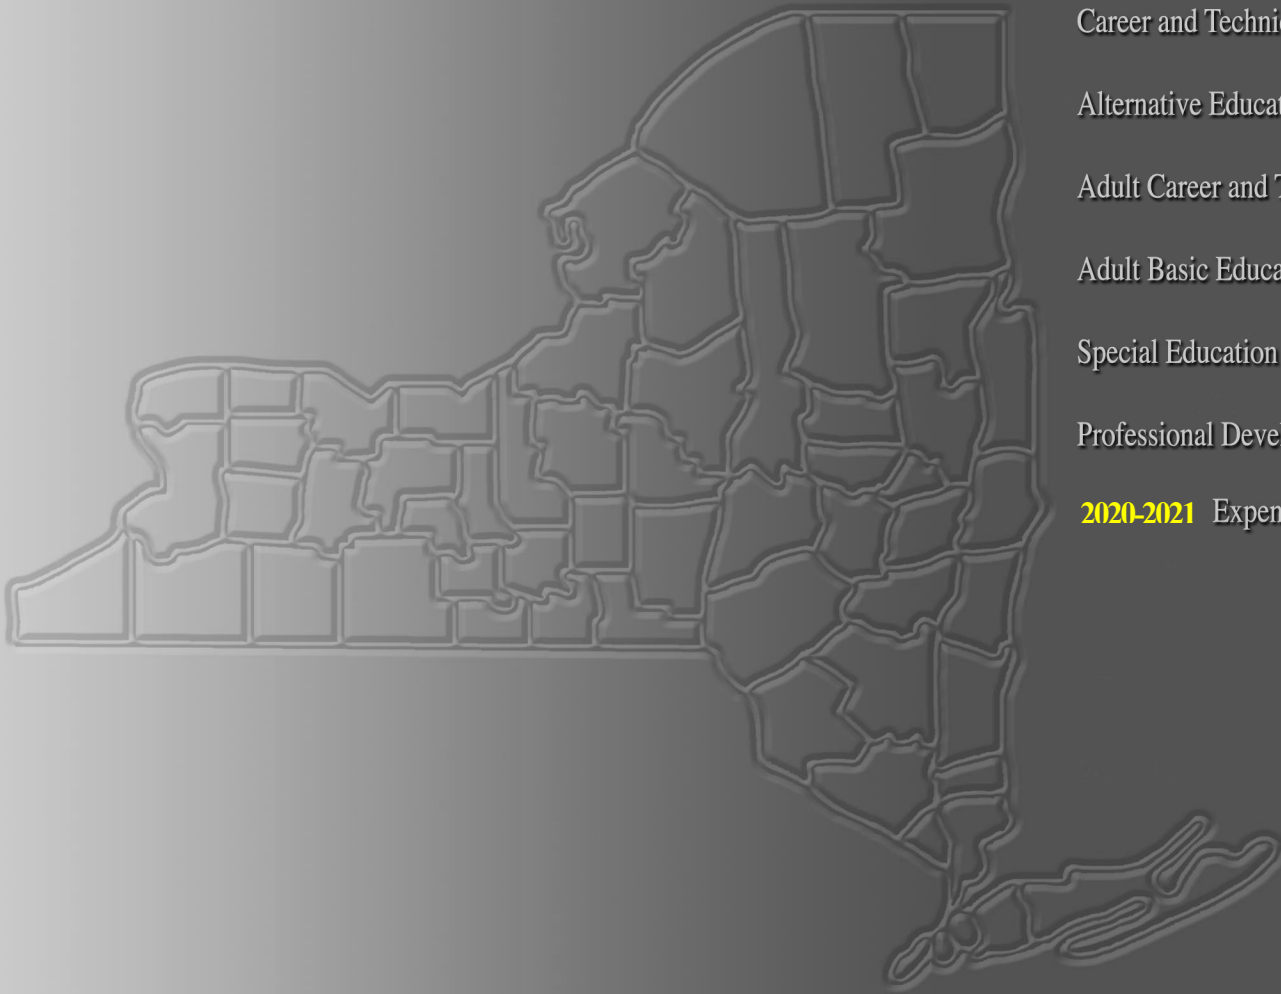 Career and Techni
Alternative Educat
Adult Career and T
Adult Basic Educa
Special Education
Professional Deve
2020-2021 Expen